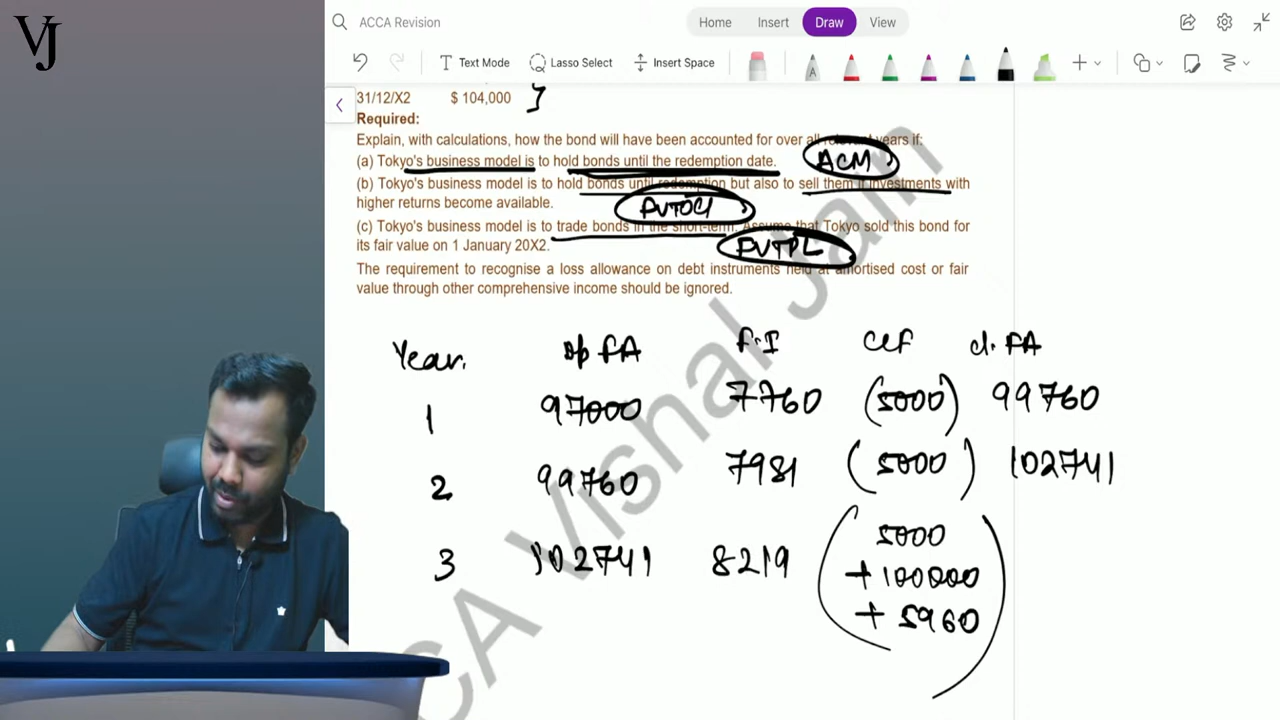 VJ
ACCA Revision
Home Insert Draw View
Text Mode Lasso Select Insert Space
31/12/X2 $ 104,000
Required:
Explain, with calculations, how the bond will have been accounted for over all relevant years if:
(a) Tokyo's business model is to hold bonds until the redemption date. ACM
(b) Tokyo's business model is to hold bonds until redemption but also to sell them if investments with
higher returns become available. FVTOCI
(c) Tokyo's business model is to trade bonds in the short-term. Assume that Tokyo sold this bond for
its fair value on 1 January 20X2. FVTPL
The requirement to recognise a loss allowance on debt instruments held at amortised cost or fair
value through other comprehensive income should be ignored.
Year. op FA F.I CCF cl. FA
1 97000 7760 (5000) 99760
2 99760 7981 (5000) 102741
3 102741 8219 (5000
+100000
+5960)
CA Vishal Jain
ACCA